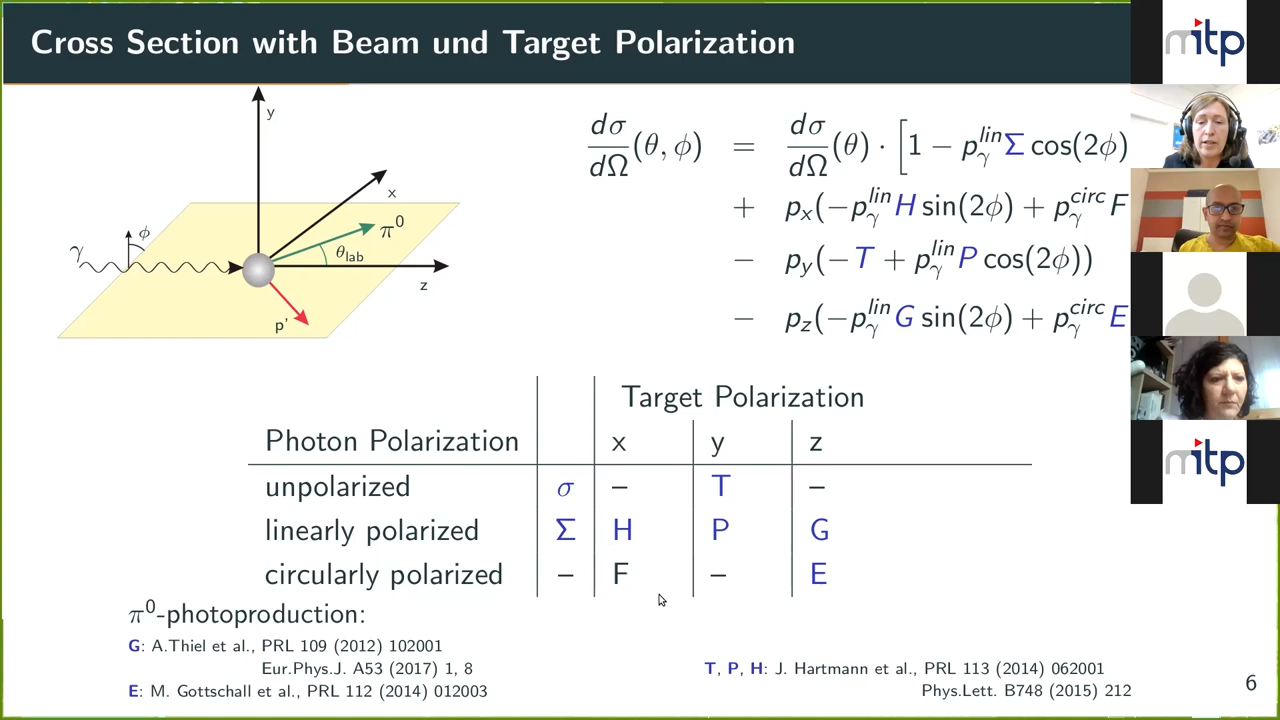 Cross Section with Beam und Target Polarization
mitp
y
x
π⁰
ϕ
γ
θ_lab
z
p'
dσ/dΩ (θ, ϕ) = dσ/dΩ (θ) · [1 − p_γ^lin Σ cos(2ϕ)
+ p_x(−p_γ^lin H sin(2ϕ) + p_γ^circ F
− p_y(−T + p_γ^lin P cos(2ϕ))
− p_z(−p_γ^lin G sin(2ϕ) + p_γ^circ E
Target Polarization
Photon Polarization x y z
unpolarized σ – T –
linearly polarized Σ H P G
circularly polarized – F – E
mitp
π⁰-photoproduction:
G: A.Thiel et al., PRL 109 (2012) 102001
Eur.Phys.J. A53 (2017) 1, 8
E: M. Gottschall et al., PRL 112 (2014) 012003
T, P, H: J. Hartmann et al., PRL 113 (2014) 062001
Phys.Lett. B748 (2015) 212
6